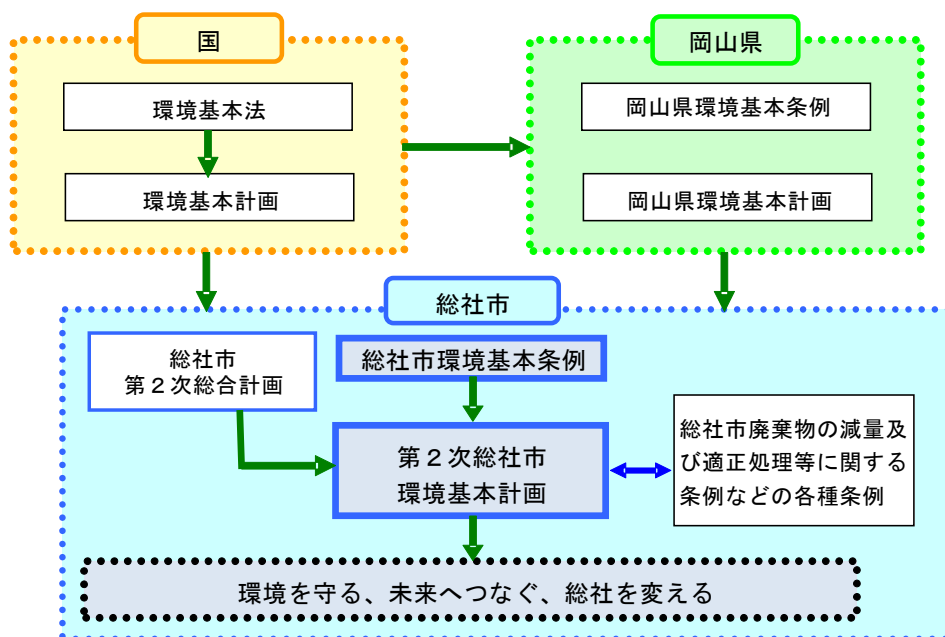 国
環境基本法
環境基本計画
岡山県
岡山県環境基本条例
岡山県環境基本計画
総社市
総社市
第２次総合計画
総社市環境基本条例
第２次総社市
環境基本計画
総社市廃棄物の減量及
び適正処理等に関する
条例などの各種条例
環境を守る、未来へつなぐ、総社を変える